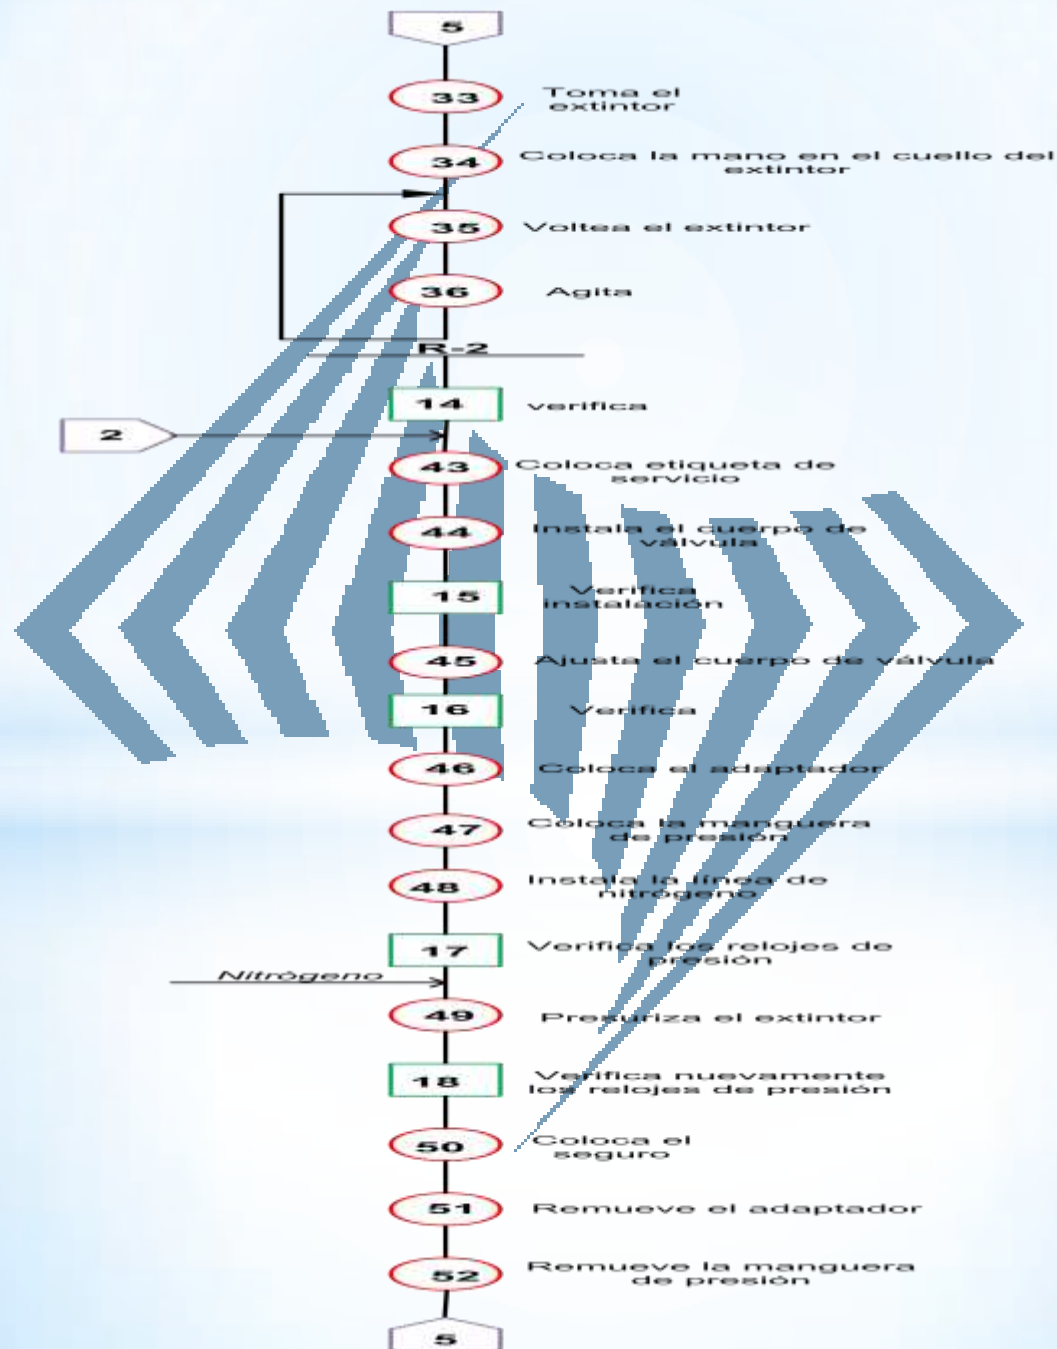 5
33 Toma el
extintor
34 Coloca la mano en el cuello del
extintor
35 Voltea el extintor
36 Agita
R-2
14 verifica
2
43 Coloca etiqueta de
servicio
44 Instala el cuerpo de
válvula
15 Verifica
instalación
45 Ajusta el cuerpo de válvula
16 Verifica
46 Coloca el adaptador
47 Coloca la manguera
de presión
48 Instala la línea de
nitrógeno
17 Verifica los relojes de
presión
Nitrógeno
49 Presuriza el extintor
18 Verifica nuevamente
los relojes de presión
50 Coloca el
seguro
51 Remueve el adaptador
52 Remueve la manguera
de presión
5